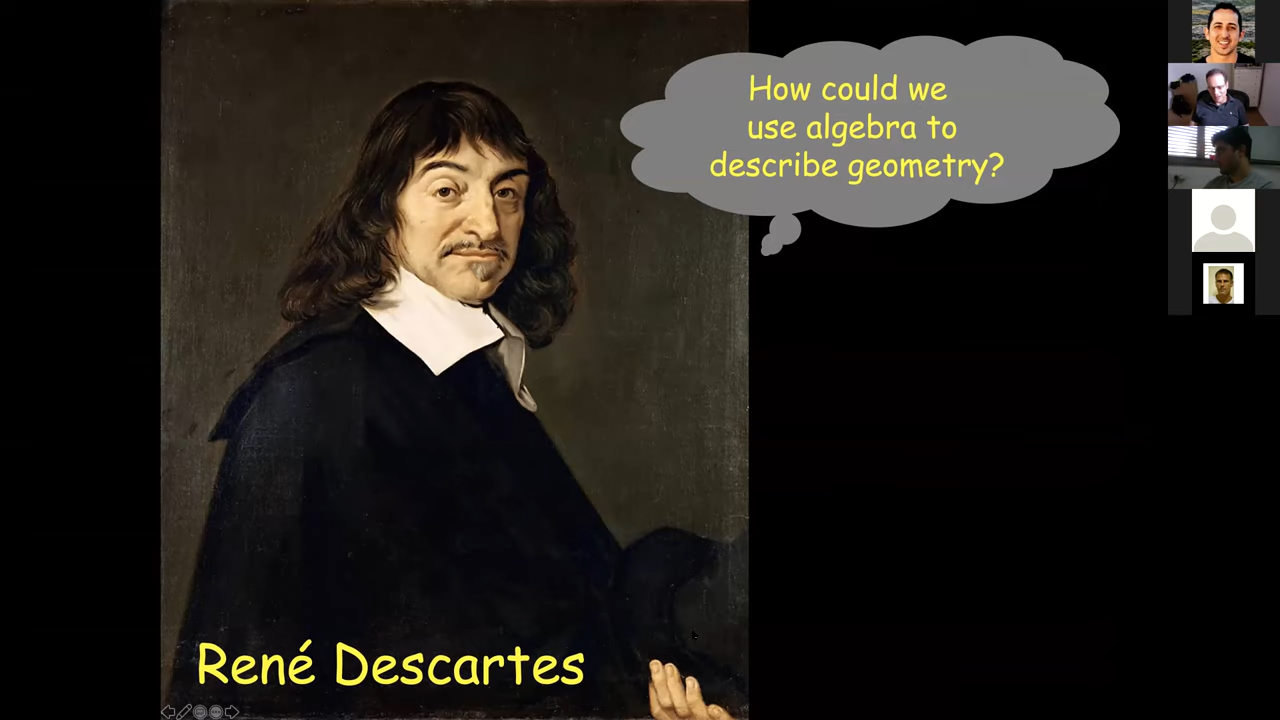 How could we
use algebra to
describe geometry?
René Descartes